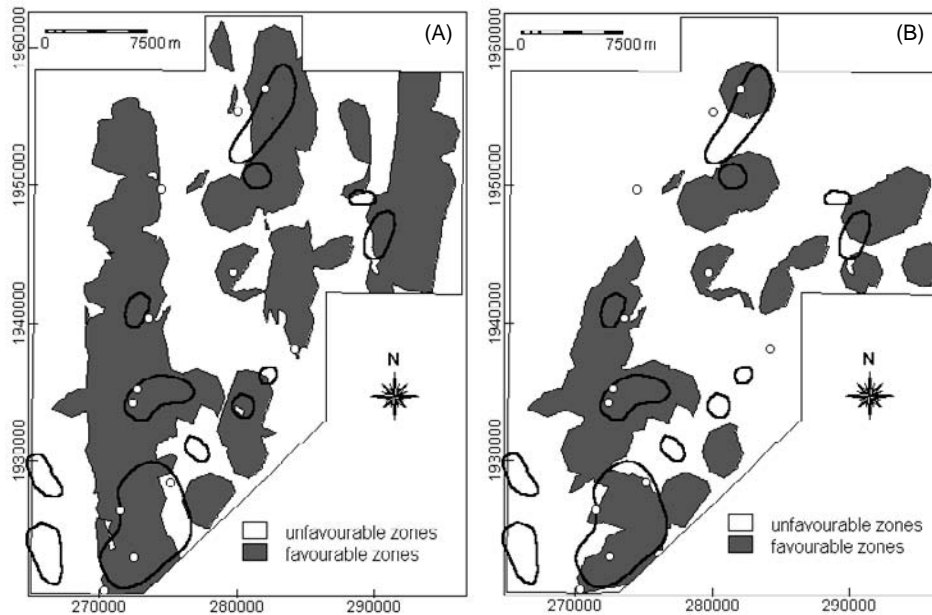 (A)
0 7500 m
1960000
1950000
1940000
1930000
N
unfavourable zones
favourable zones
270000 280000 290000
(B)
0 7500 m
1960000
1950000
1940000
1930000
N
unfavourable zones
favourable zones
270000 280000 290000